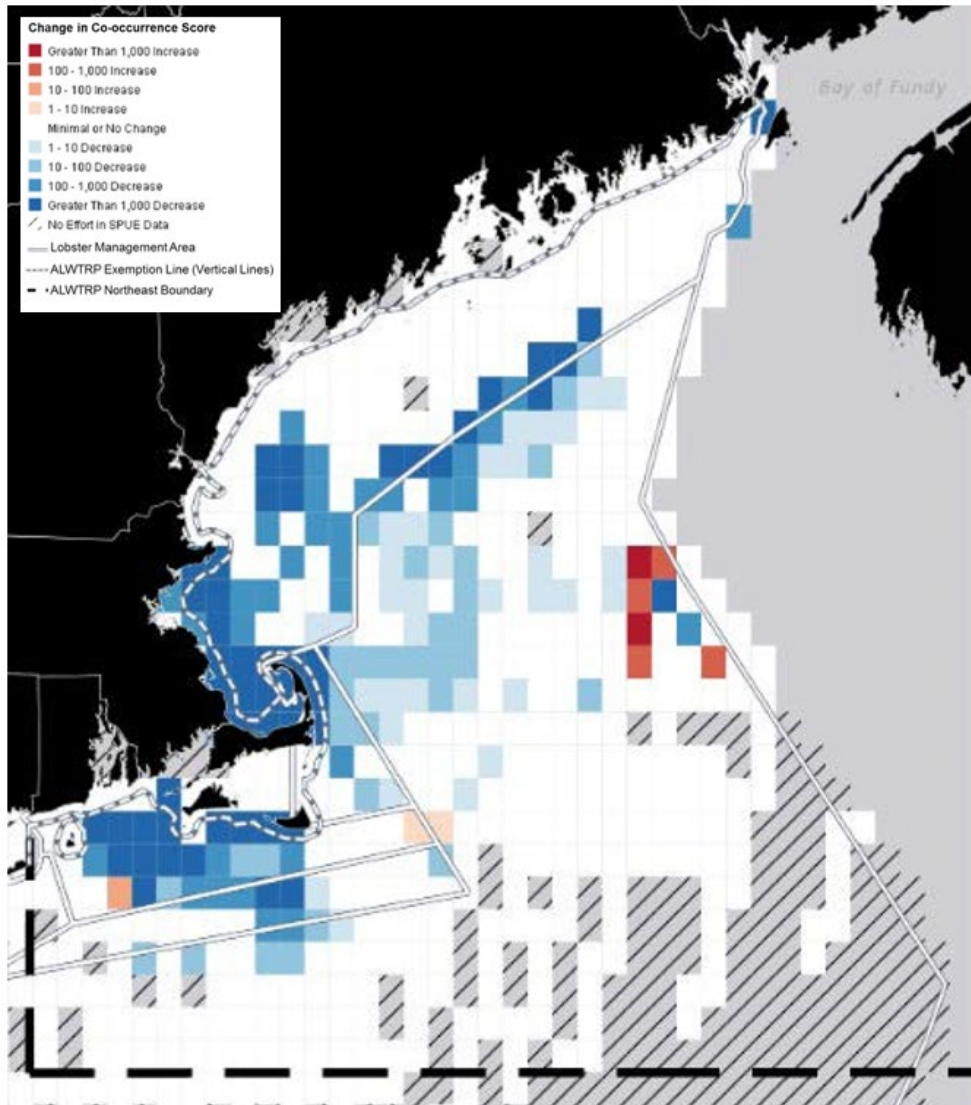 Change in Co-occurrence Score
Greater Than 1,000 Increase
100 - 1,000 Increase
10 - 100 Increase
1 - 10 Increase
Minimal or No Change
1 - 10 Decrease
10 - 100 Decrease
100 - 1,000 Decrease
Greater Than 1,000 Decrease
No Effort in SPUE Data
Lobster Management Area
ALWTRP Exemption Line (Vertical Lines)
ALWTRP Northeast Boundary
Bay of Fundy